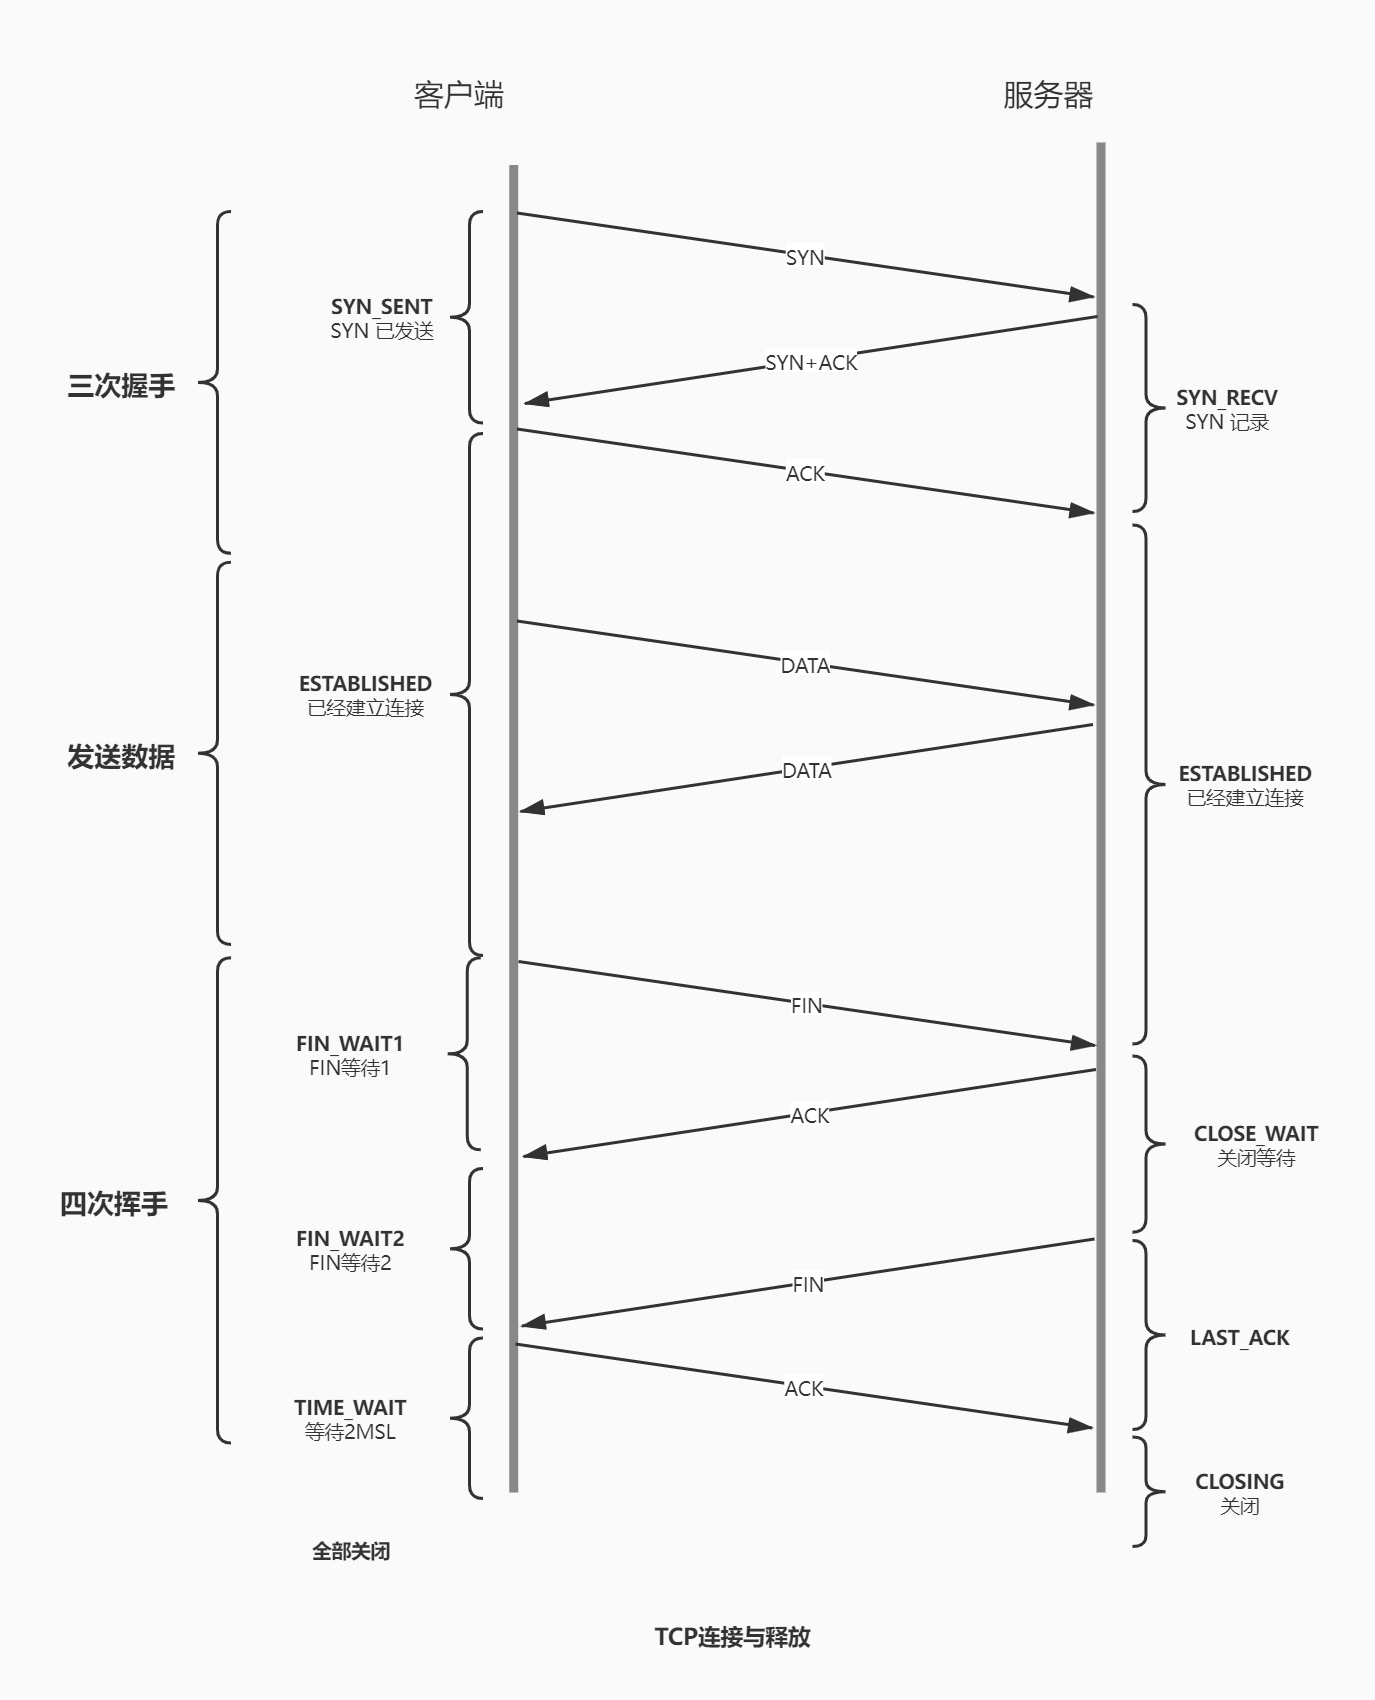 客户端
服务器
SYN
SYN_SENT
SYN 已发送
SYN+ACK
三次握手
SYN_RECV
SYN 记录
ACK
DATA
ESTABLISHED
已经建立连接
发送数据
DATA
ESTABLISHED
已经建立连接
FIN
FIN_WAIT1
FIN等待1
ACK
CLOSE_WAIT
关闭等待
四次挥手
FIN_WAIT2
FIN等待2
FIN
LAST_ACK
ACK
TIME_WAIT
等待2MSL
CLOSING
关闭
全部关闭
TCP连接与释放